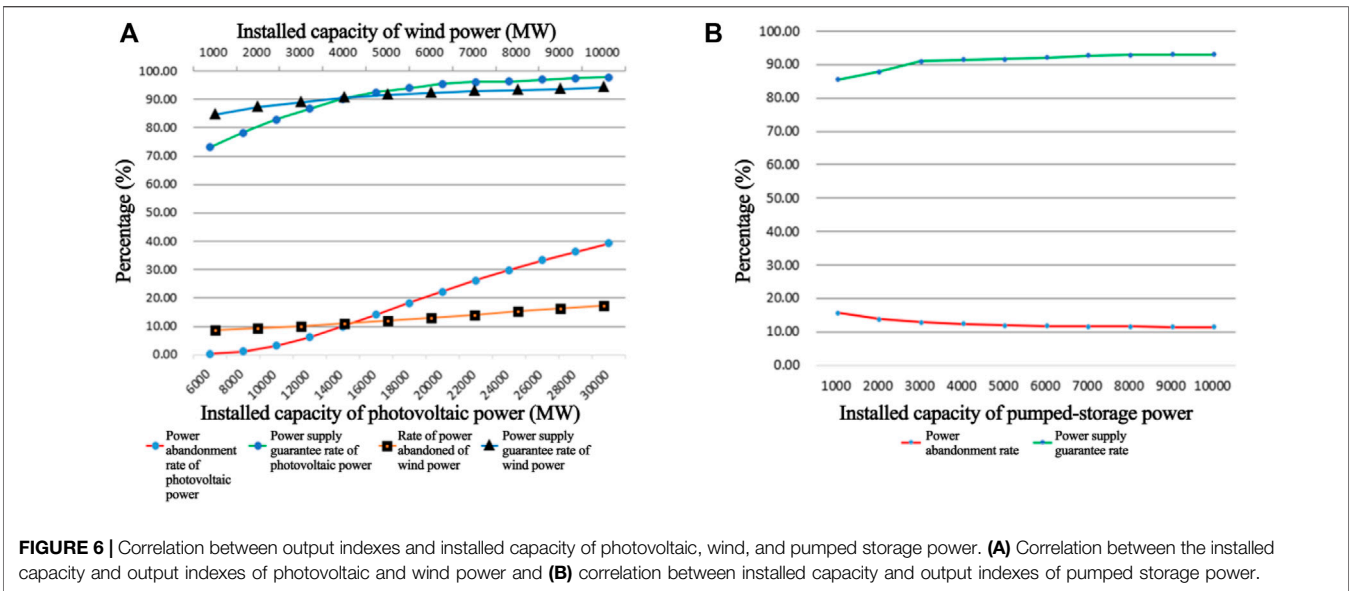 A
Installed capacity of wind power (MW)
1000 2000 3000 4000 5000 6000 7000 8000 9000 10000
100.00
90.00
80.00
70.00
60.00
50.00
40.00
30.00
20.00
10.00
0.00
Percentage (%)
6000 8000 10000 12000 14000 16000 18000 20000 22000 24000 26000 28000 30000
Installed capacity of photovoltaic power (MW)
Power abandonment rate of photovoltaic power
Power supply guarantee rate of photovoltaic power
Rate of power abandoned of wind power
Power supply guarantee rate of wind power
B
100.00
90.00
80.00
70.00
60.00
50.00
40.00
30.00
20.00
10.00
0.00
Percentage (%)
1000 2000 3000 4000 5000 6000 7000 8000 9000 10000
Installed capacity of pumped-storage power
Power abandonment rate
Power supply guarantee rate
FIGURE 6 | Correlation between output indexes and installed capacity of photovoltaic, wind, and pumped storage power. (A) Correlation between the installed
capacity and output indexes of photovoltaic and wind power and (B) correlation between installed capacity and output indexes of pumped storage power.